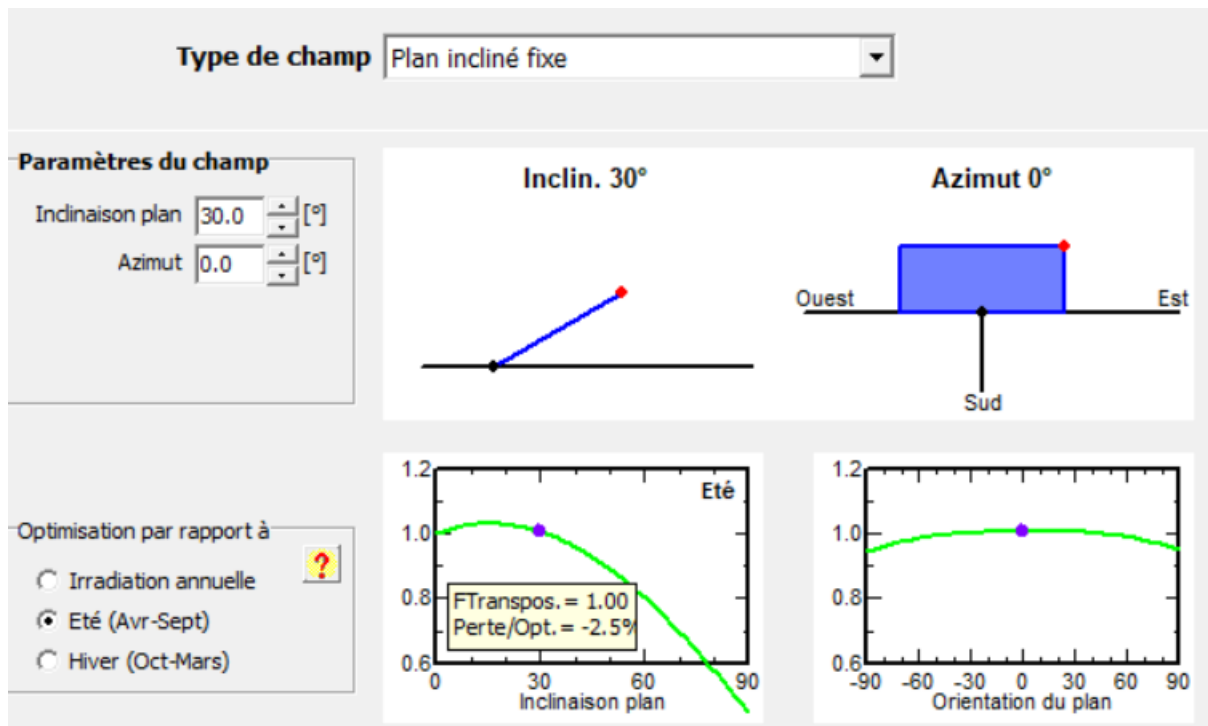 Type de champ Plan incliné fixe
Paramètres du champ
Inclinaison plan 30.0 [°]
Azimut 0.0 [°]
Inclin. 30° Azimut 0°
Ouest Est
Sud
Optimisation par rapport à
?
Irradiation annuelle
Eté (Avr-Sept)
Hiver (Oct-Mars)
1.2 Eté
1.0
0.8
0.6
FTranspos.= 1.00
Perte/Opt.= -2.5%
0 30 60 90
Inclinaison plan
1.2
1.0
0.8
0.6
-90 -60 -30 0 30 60 90
Orientation du plan